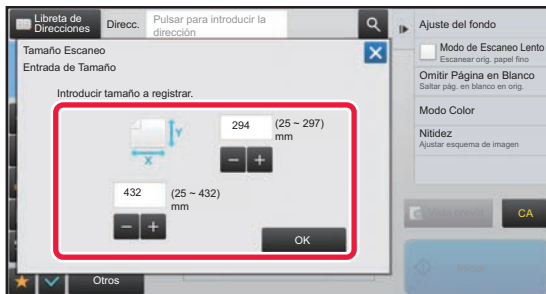 Libreta de
Direcciones
Direcc.
Pulsar para introducir la
dirección
Tamaño Escaneo
Entrada de Tamaño
Introducir tamaño a registrar.
Y
X
294
(25 ~ 297)
mm
432
(25 ~ 432)
mm
OK
Otros
Ajuste del fondo
Modo de Escaneo Lento
Escanear orig. papel fino
Omitir Página en Blanco
Saltar pág. en blanco en orig.
Modo Color
Nitidez
Ajustar esquema de imagen
CA